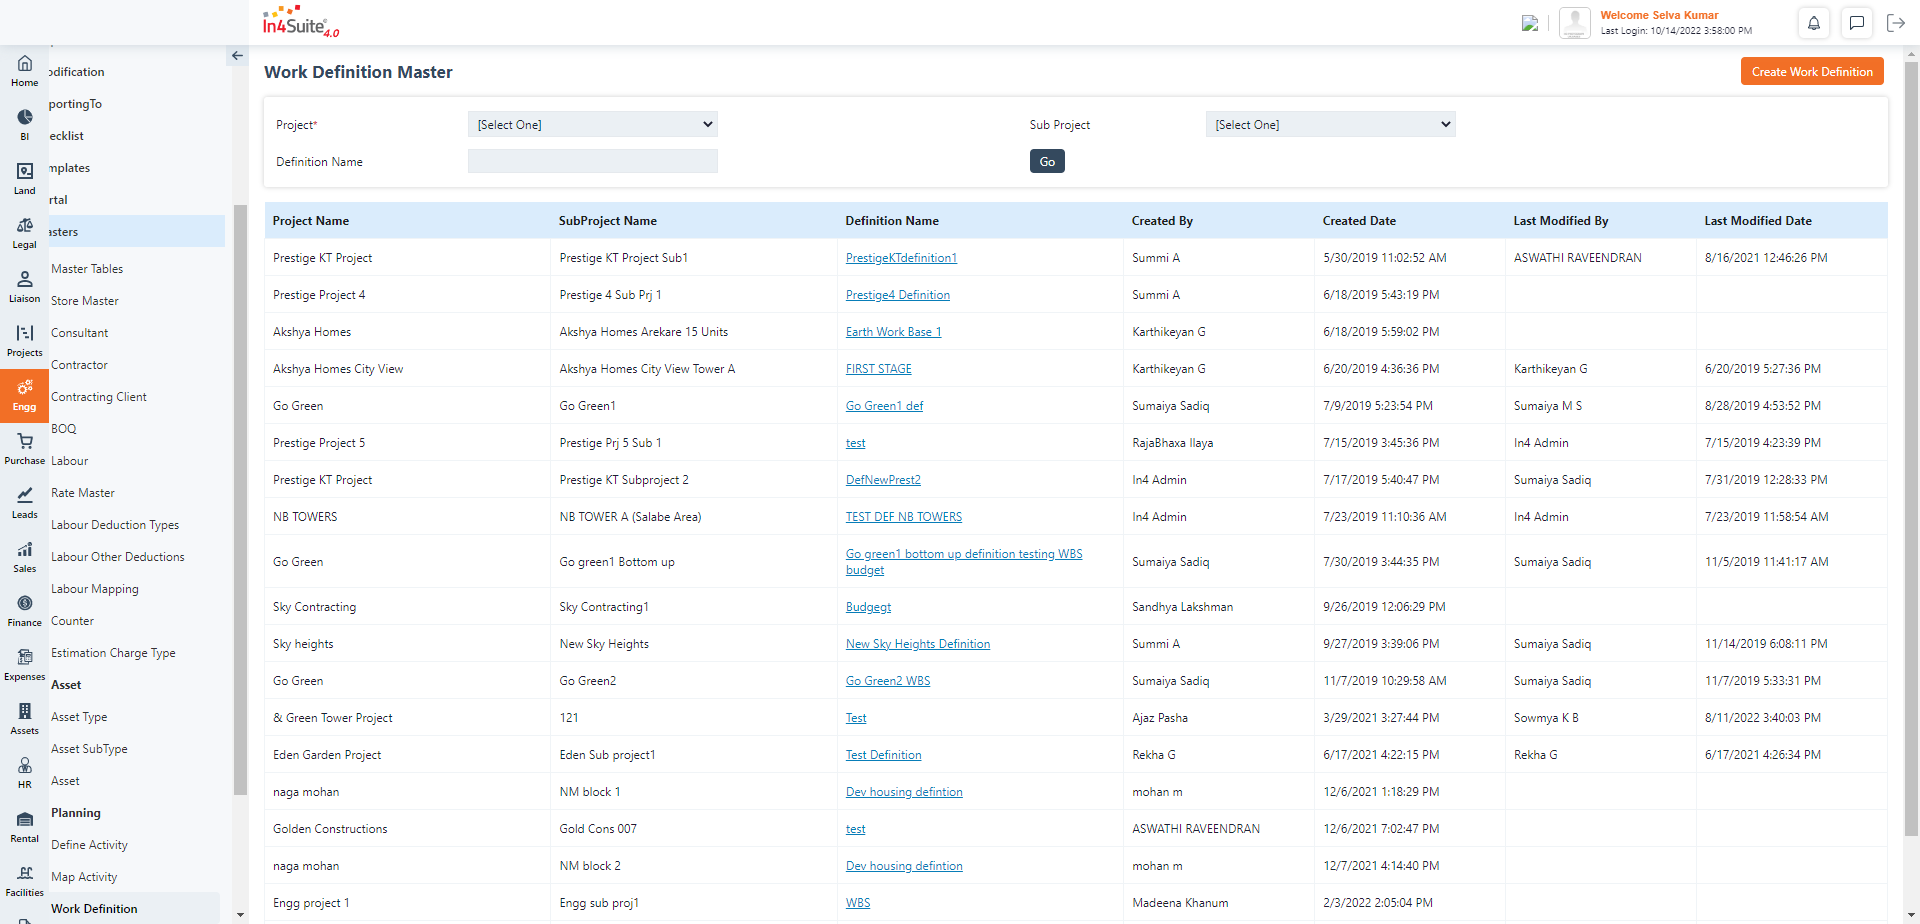 In4Suite® 4.0
Welcome Selva Kumar
Last Login: 10/14/2022 3:58:00 PM
Home
BI
Land
Legal
Liaison
Projects
Engg
Purchase
Leads
Sales
Finance
Expenses
Assets
HR
Rental
Facilities
odification
portingTo
ecklist
mplates
rtal
asters
Master Tables
Store Master
Consultant
Contractor
Contracting Client
BOQ
Labour
Rate Master
Labour Deduction Types
Labour Other Deductions
Labour Mapping
Counter
Estimation Charge Type
Asset
Asset Type
Asset SubType
Asset
Planning
Define Activity
Map Activity
Work Definition
Work Definition Master
Create Work Definition
Project* [Select One] Sub Project [Select One]
Definition Name Go
Project Name SubProject Name Definition Name Created By Created Date Last Modified By Last Modified Date
Prestige KT Project Prestige KT Project Sub1 PrestigeKTdefinition1 Summi A 5/30/2019 11:02:52 AM ASWATHI RAVEENDRAN 8/16/2021 12:46:26 PM
Prestige Project 4 Prestige 4 Sub Prj 1 Prestige4 Definition Summi A 6/18/2019 5:43:19 PM
Akshya Homes Akshya Homes Arekare 15 Units Earth Work Base 1 Karthikeyan G 6/18/2019 5:59:02 PM
Akshya Homes City View Akshya Homes City View Tower A FIRST STAGE Karthikeyan G 6/20/2019 4:36:36 PM Karthikeyan G 6/20/2019 5:27:36 PM
Go Green Go Green1 Go Green1 def Sumaiya Sadiq 7/9/2019 5:23:54 PM Sumaiya M S 8/28/2019 4:53:52 PM
Prestige Project 5 Prestige Prj 5 Sub 1 test RajaBhaxa Ilaya 7/15/2019 3:45:36 PM In4 Admin 7/15/2019 4:23:39 PM
Prestige KT Project Prestige KT Subproject 2 DefNewPrest2 In4 Admin 7/17/2019 5:40:47 PM Sumaiya Sadiq 7/31/2019 12:28:33 PM
NB TOWERS NB TOWER A (Salabe Area) TEST DEF NB TOWERS In4 Admin 7/23/2019 11:10:36 AM In4 Admin 7/23/2019 11:58:54 AM
Go Green Go green1 Bottom up Go green1 bottom up definition testing WBS Sumaiya Sadiq 7/30/2019 3:44:35 PM Sumaiya Sadiq 11/5/2019 11:41:17 AM
budget
Sky Contracting Sky Contracting1 Budgegt Sandhya Lakshman 9/26/2019 12:06:29 PM
Sky heights New Sky Heights New Sky Heights Definition Summi A 9/27/2019 3:39:06 PM Sumaiya Sadiq 11/14/2019 6:08:11 PM
Go Green Go Green2 Go Green2 WBS Sumaiya Sadiq 11/7/2019 10:29:58 AM Sumaiya Sadiq 11/7/2019 5:33:31 PM
& Green Tower Project 121 Test Ajaz Pasha 3/29/2021 3:27:44 PM Sowmya K B 8/11/2022 3:40:03 PM
Eden Garden Project Eden Sub project1 Test Definition Rekha G 6/17/2021 4:22:15 PM Rekha G 6/17/2021 4:26:34 PM
naga mohan NM block 1 Dev housing defintion mohan m 12/6/2021 1:18:29 PM
Golden Constructions Gold Cons 007 test ASWATHI RAVEENDRAN 12/6/2021 7:02:47 PM
naga mohan NM block 2 Dev housing defintion mohan m 12/7/2021 4:14:40 PM
Engg project 1 Engg sub proj1 WBS Madeena Khanum 2/3/2022 2:05:04 PM